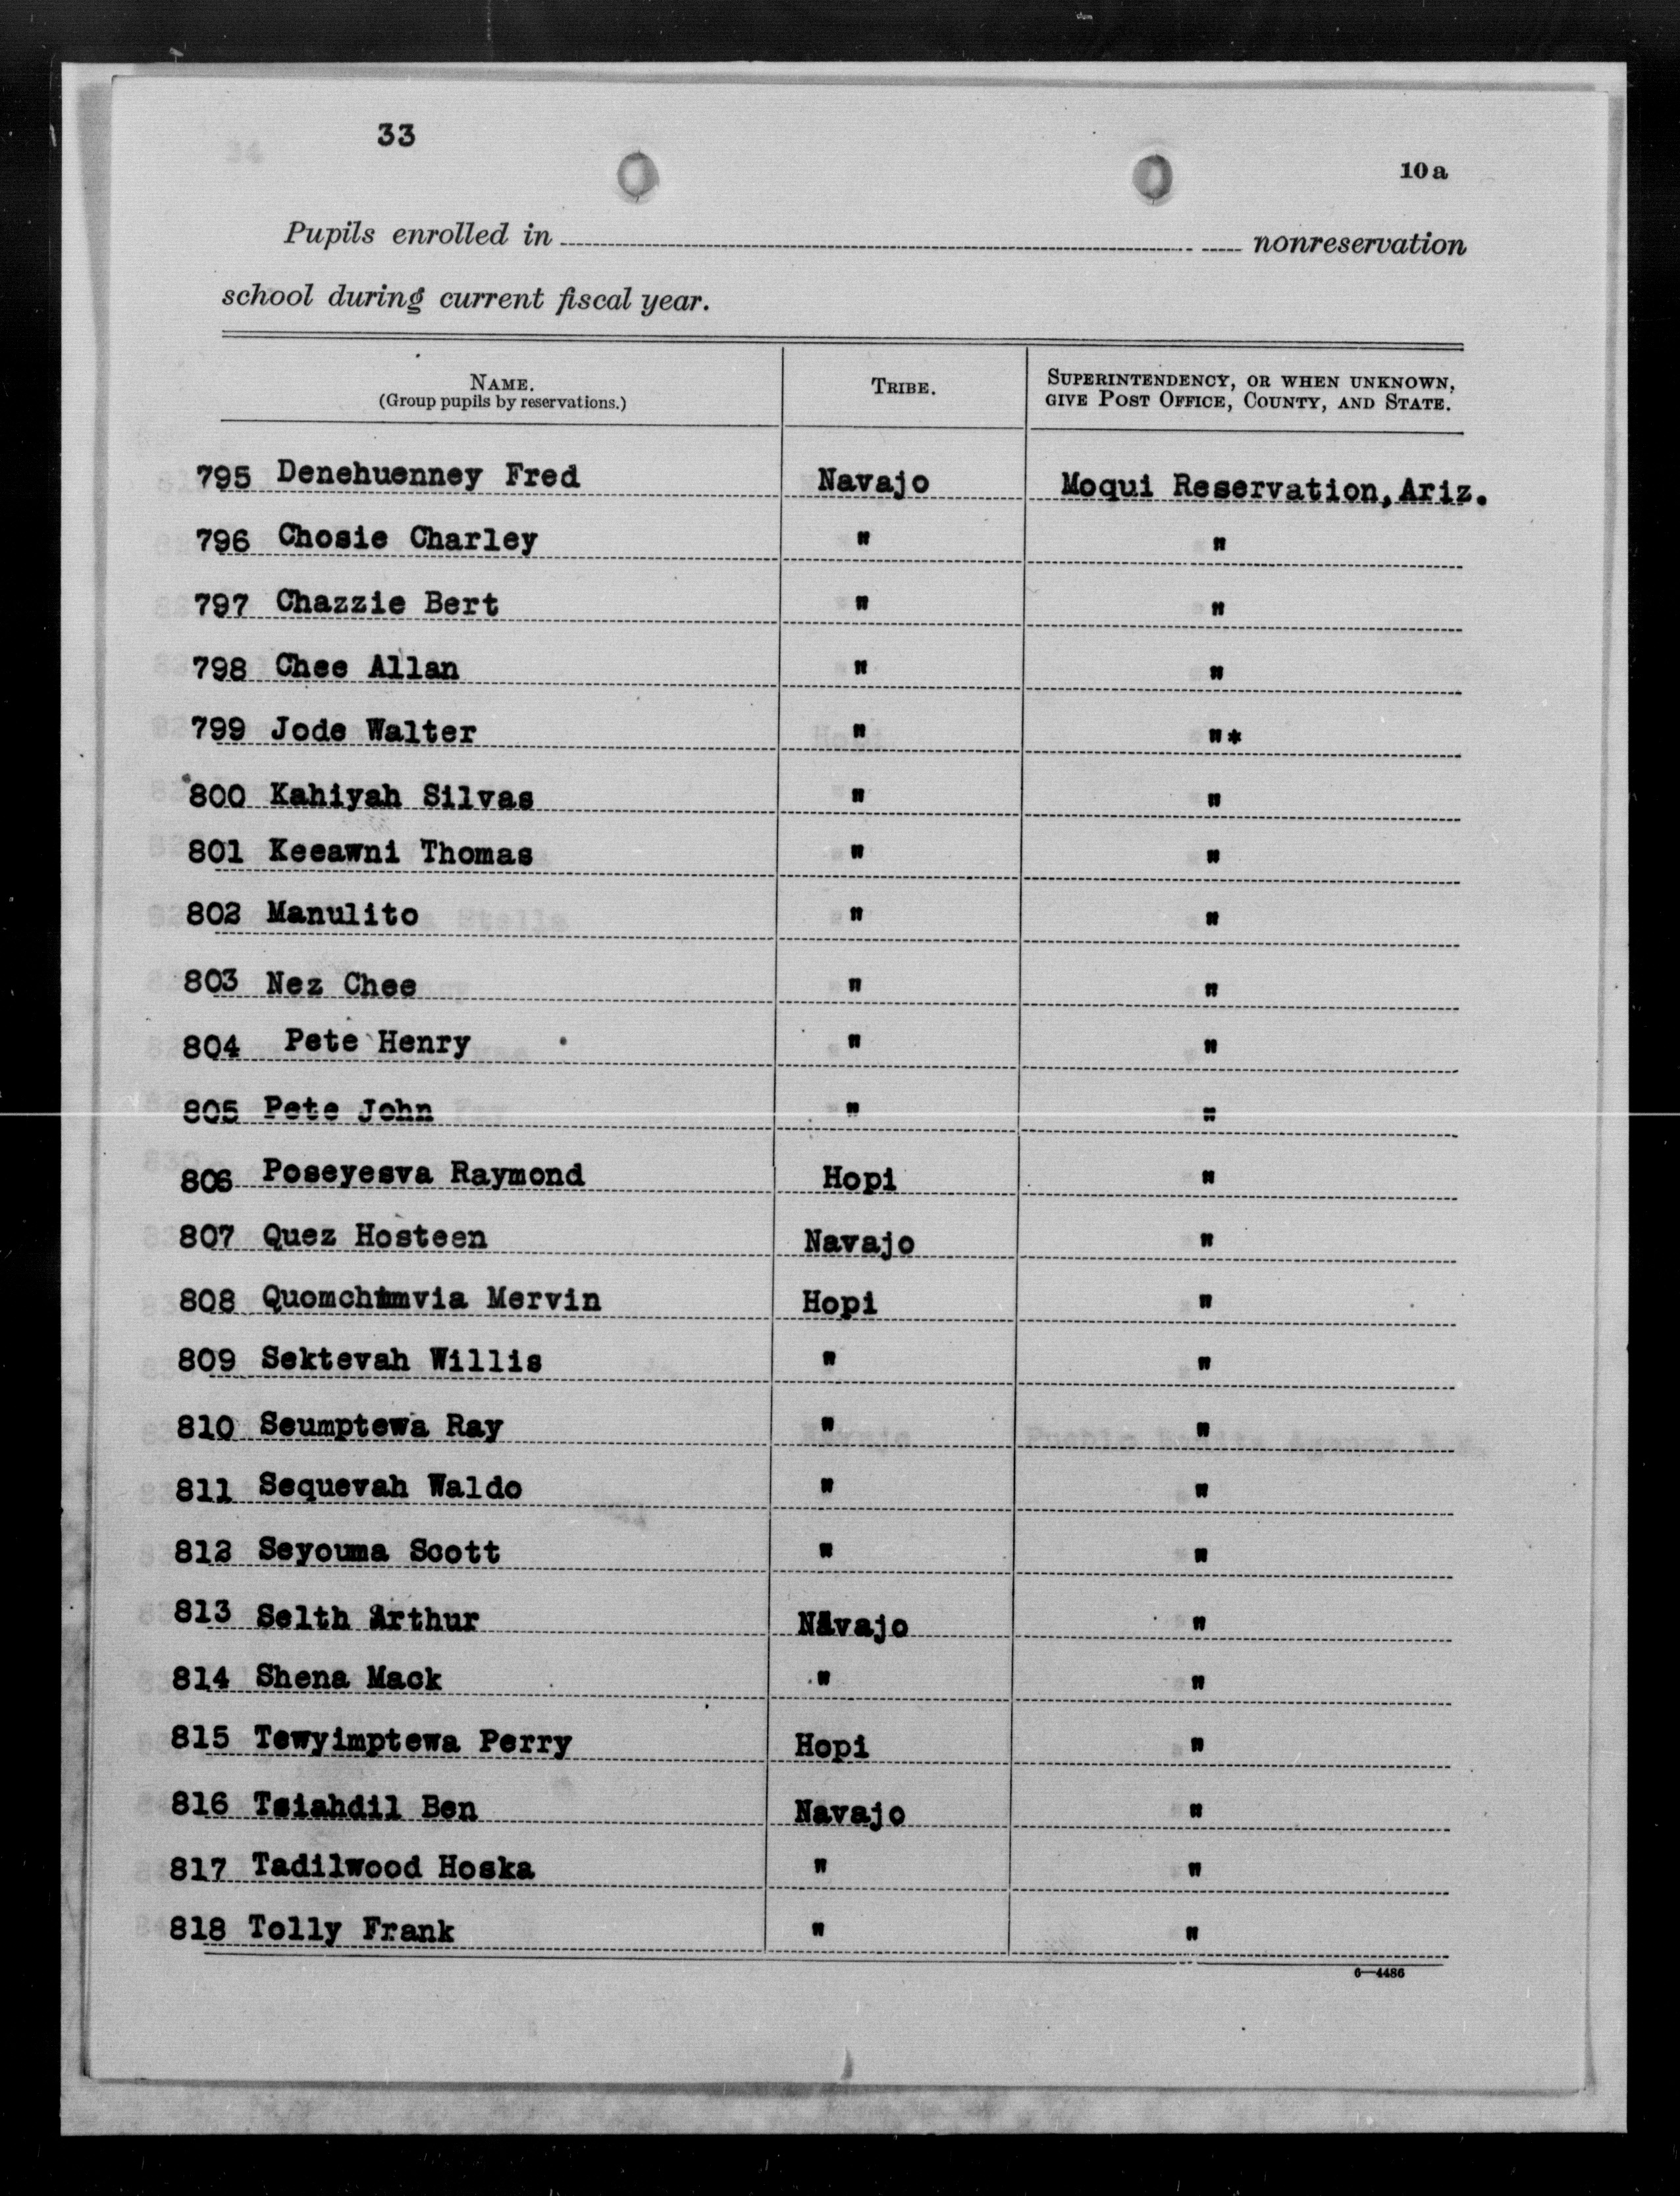 33
10a
Pupils enrolled in nonreservation
school during current fiscal year.
NAME. (Group pupils by reservations.) TRIBE. SUPERINTENDENCY, OR WHEN UNKNOWN, GIVE POST OFFICE, COUNTY, AND STATE.
795 Denehuenney Fred Navajo Moqui Reservation, Ariz.
796 Chosie Charley " "
797 Chazzie Bert " "
798 Chee Allan " "
799 Jode Walter " "*
800 Kahiyah Silvas " "
801 Keeawni Thomas " "
802 Manulito " "
803 Nez Chee " "
804 Pete Henry " "
805 Pete John " "
806 Poseyesva Raymond Hopi "
807 Quez Hosteen Navajo "
808 Mervin Hopi "
809 Sektevah Willis " "
810 Seumptewa Ray " "
811 Sequevah Waldo " "
812 Seyouma Scott " "
813 Selth Arthur Navajo "
814 Shena Mack " "
815 Tewyimptewa Perry Hopi "
816 Tsiahdil Ben Navajo "
817 Tadilwood Hoska " "
818 Tolly Frank " "
6—4486